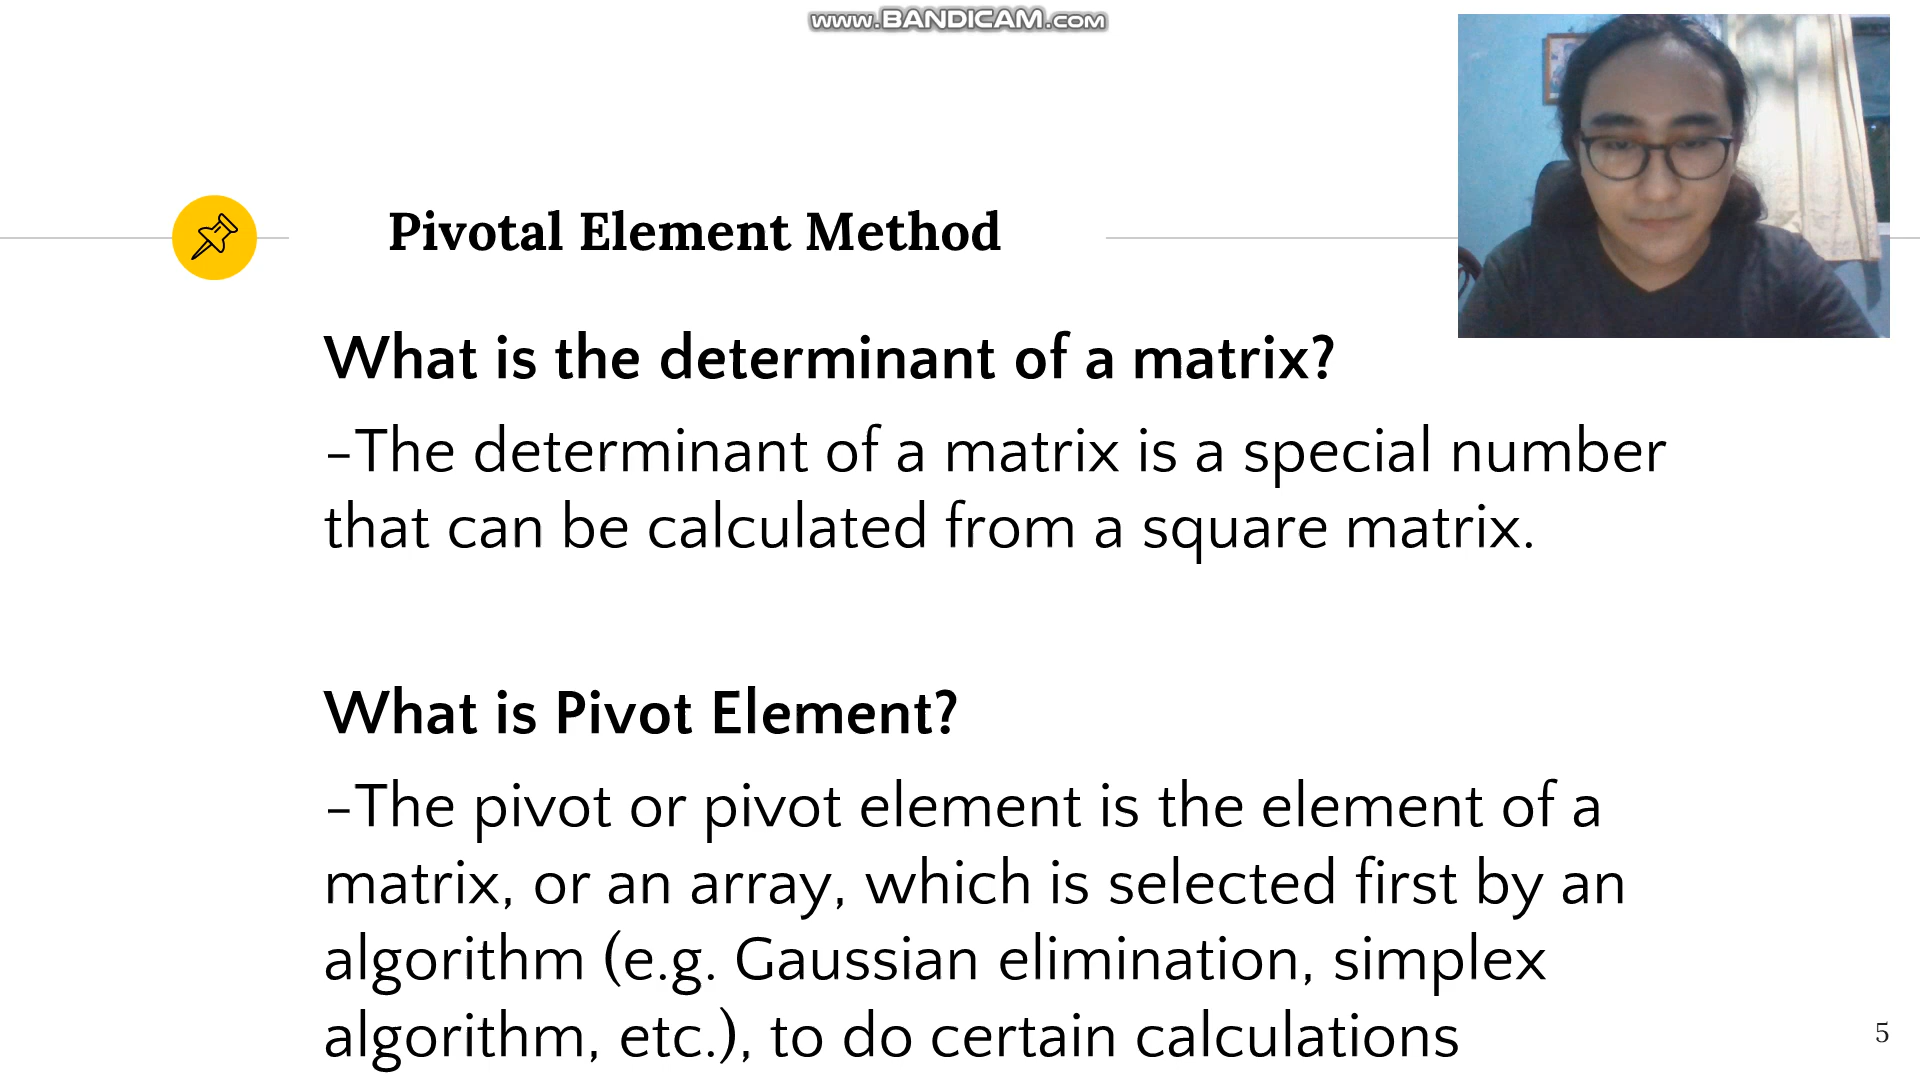 www.BANDICAM.com
Pivotal Element Method
What is the determinant of a matrix?
-The determinant of a matrix is a special number
that can be calculated from a square matrix.
What is Pivot Element?
-The pivot or pivot element is the element of a
matrix, or an array, which is selected first by an
algorithm (e.g. Gaussian elimination, simplex
algorithm, etc.), to do certain calculations
5